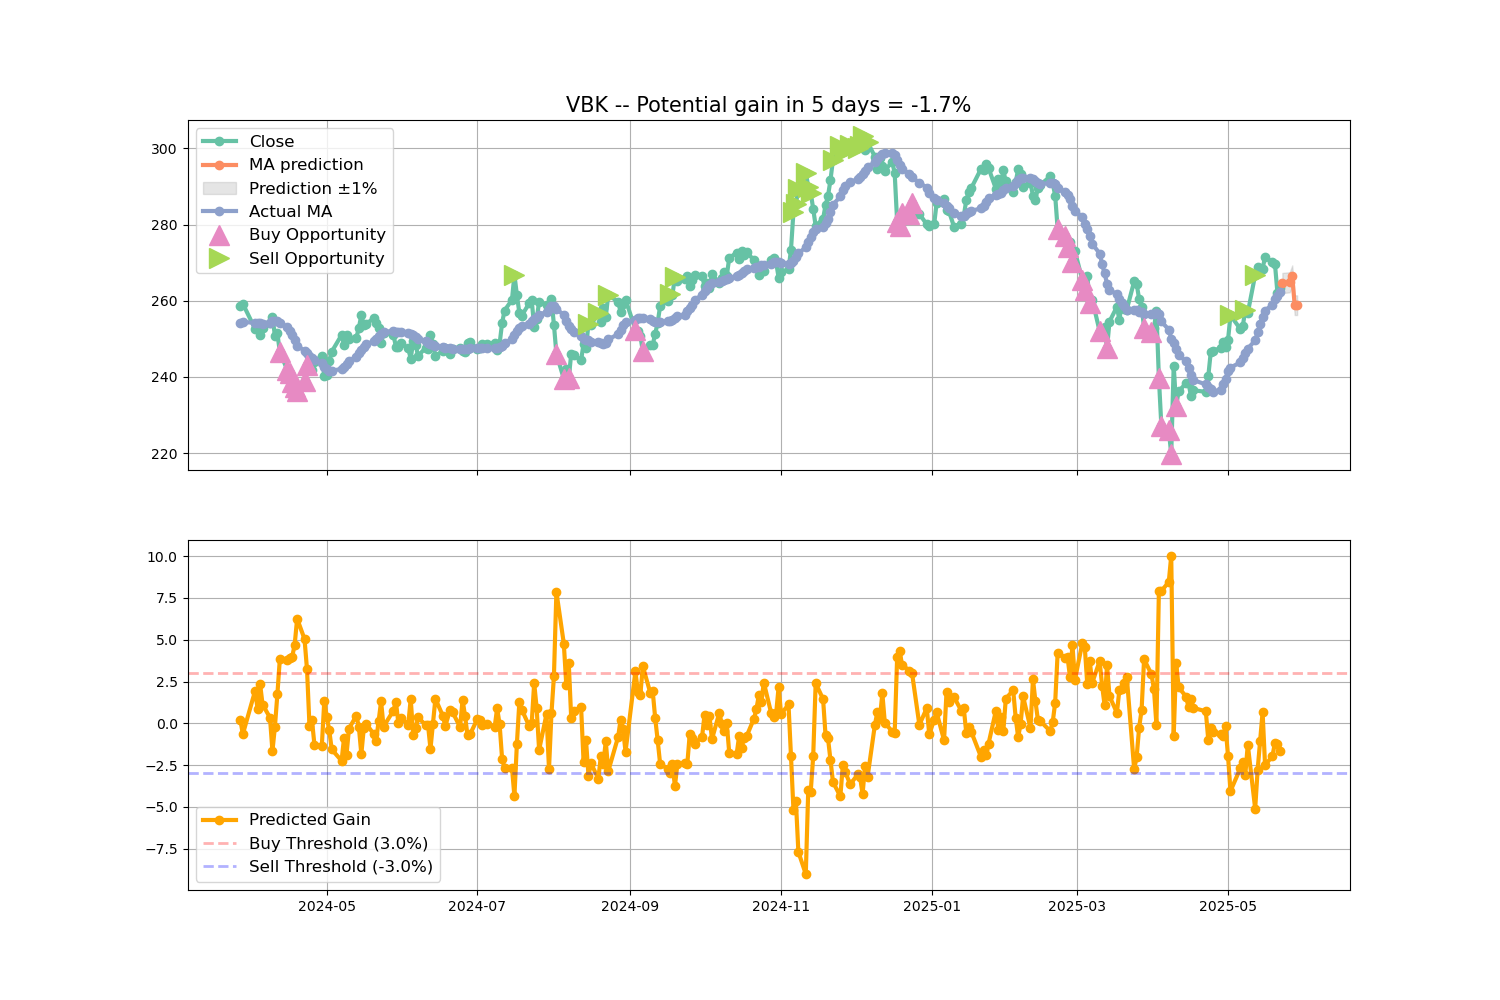 VBK -- Potential gain in 5 days = -1.7%
Close
MA prediction
Prediction ±1%
Actual MA
Buy Opportunity
Sell Opportunity
300
280
260
240
220
10.0
7.5
5.0
2.5
0.0
−2.5
−5.0
−7.5
Predicted Gain
Buy Threshold (3.0%)
Sell Threshold (-3.0%)
2024-05 2024-07 2024-09 2024-11 2025-01 2025-03 2025-05